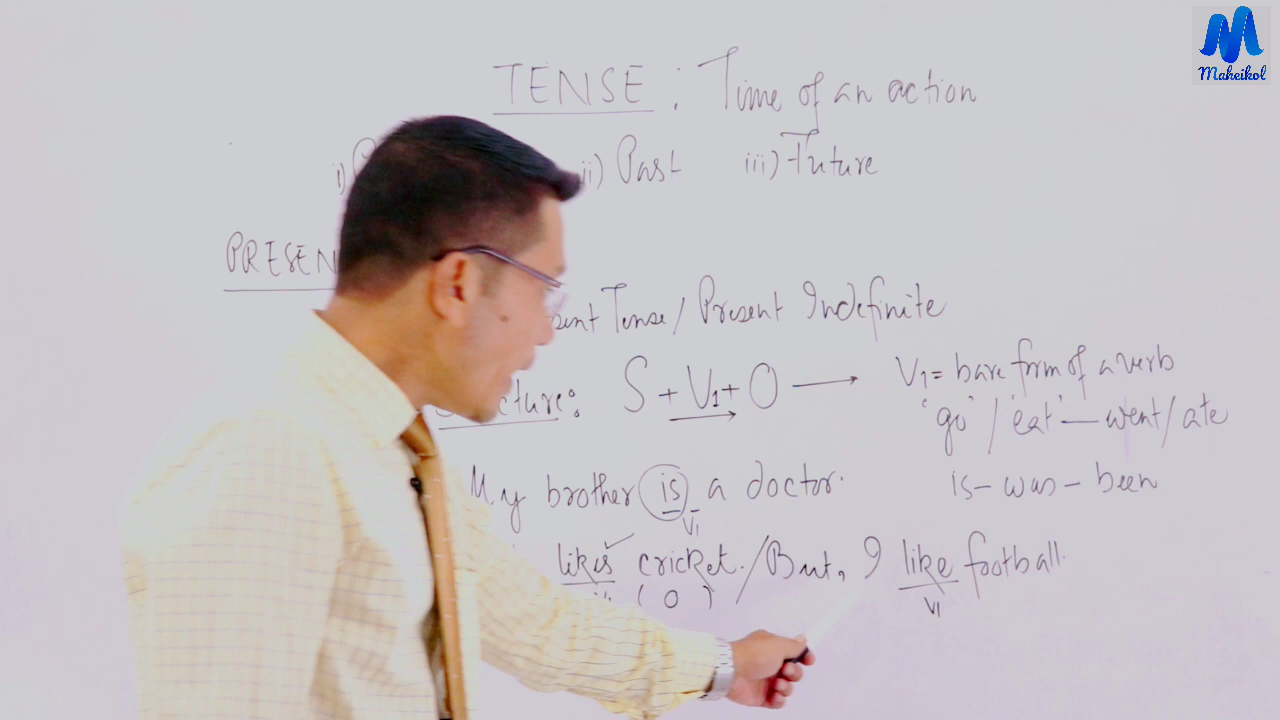 Maheikol
TENSE : Time of an action
i) ii) Past iii) Future
PRESEN
sent Tense / Present Indefinite
cture: S + V1 + O → V1 = bare form of a verb
'go' / 'eat' — went / ate
My brother is a doctor. is - was - been
V1
likes ✓ cricket. / But, I like football.
( O ) V1